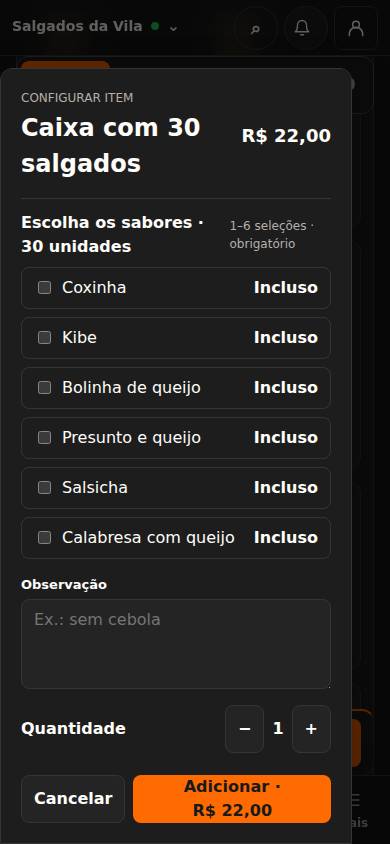 Salgados da Vila
CONFIGURAR ITEM
Caixa com 30
salgados
R$ 22,00
Escolha os sabores ·
30 unidades
1–6 seleções ·
obrigatório
Coxinha Incluso
Kibe Incluso
Bolinha de queijo Incluso
Presunto e queijo Incluso
Salsicha Incluso
Calabresa com queijo Incluso
Observação
Ex.: sem cebola
Quantidade − 1 +
Cancelar
Adicionar ·
R$ 22,00